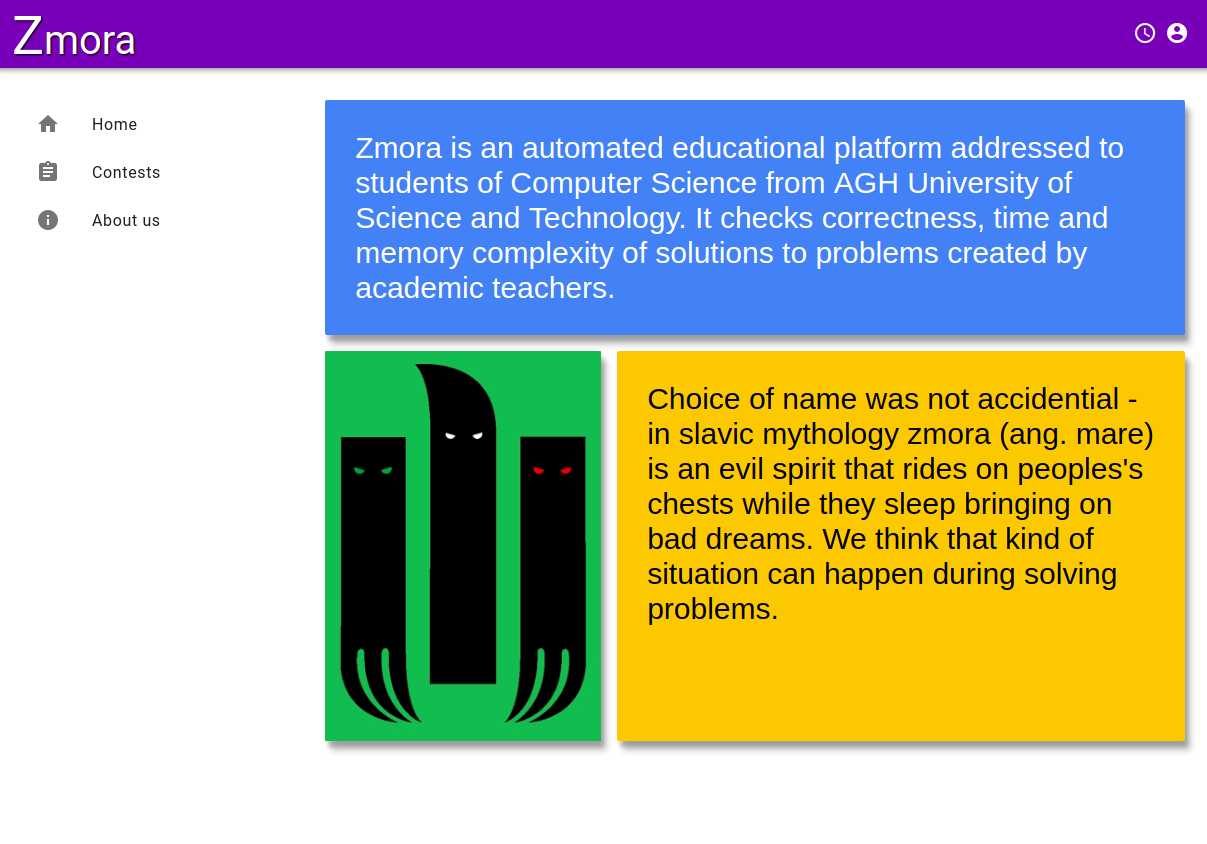 Zmora
Home
Contests
About us
Zmora is an automated educational platform addressed to
students of Computer Science from AGH University of
Science and Technology. It checks correctness, time and
memory complexity of solutions to problems created by
academic teachers.
Choice of name was not accidential -
in slavic mythology zmora (ang. mare)
is an evil spirit that rides on peoples's
chests while they sleep bringing on
bad dreams. We think that kind of
situation can happen during solving
problems.